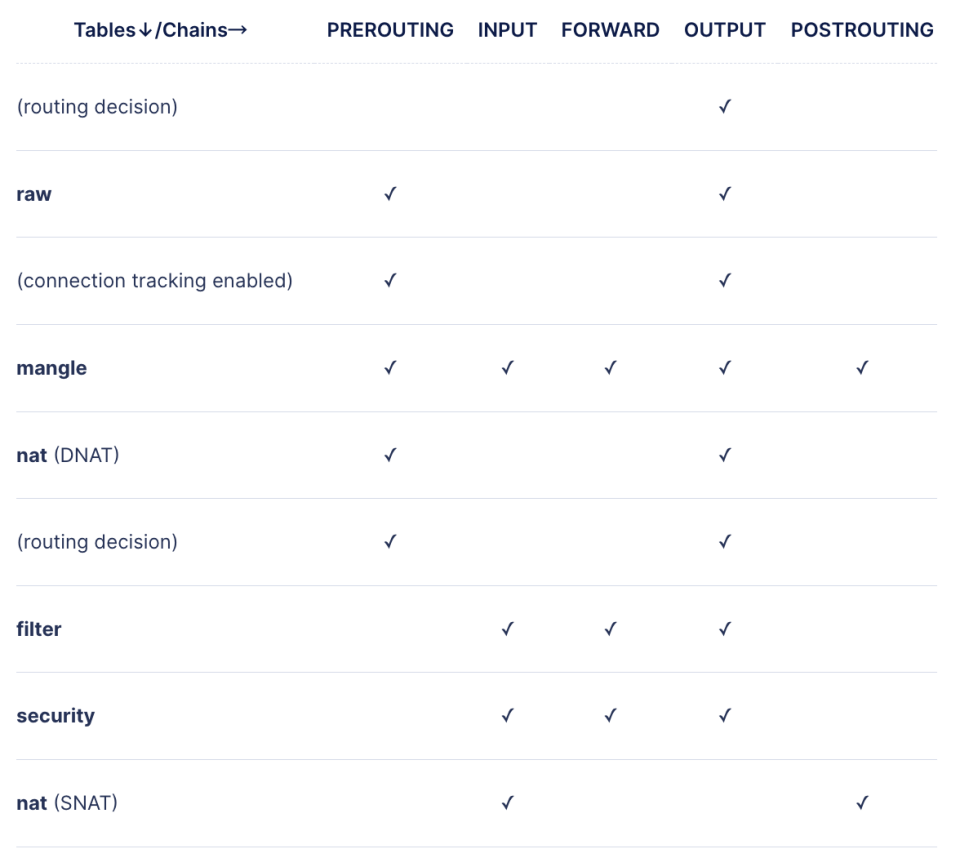 Tables↓/Chains→ PREROUTING INPUT FORWARD OUTPUT POSTROUTING
(routing decision) ✓
raw ✓ ✓
(connection tracking enabled) ✓ ✓
mangle ✓ ✓ ✓ ✓ ✓
nat (DNAT) ✓ ✓
(routing decision) ✓ ✓
filter ✓ ✓ ✓
security ✓ ✓ ✓
nat (SNAT) ✓ ✓